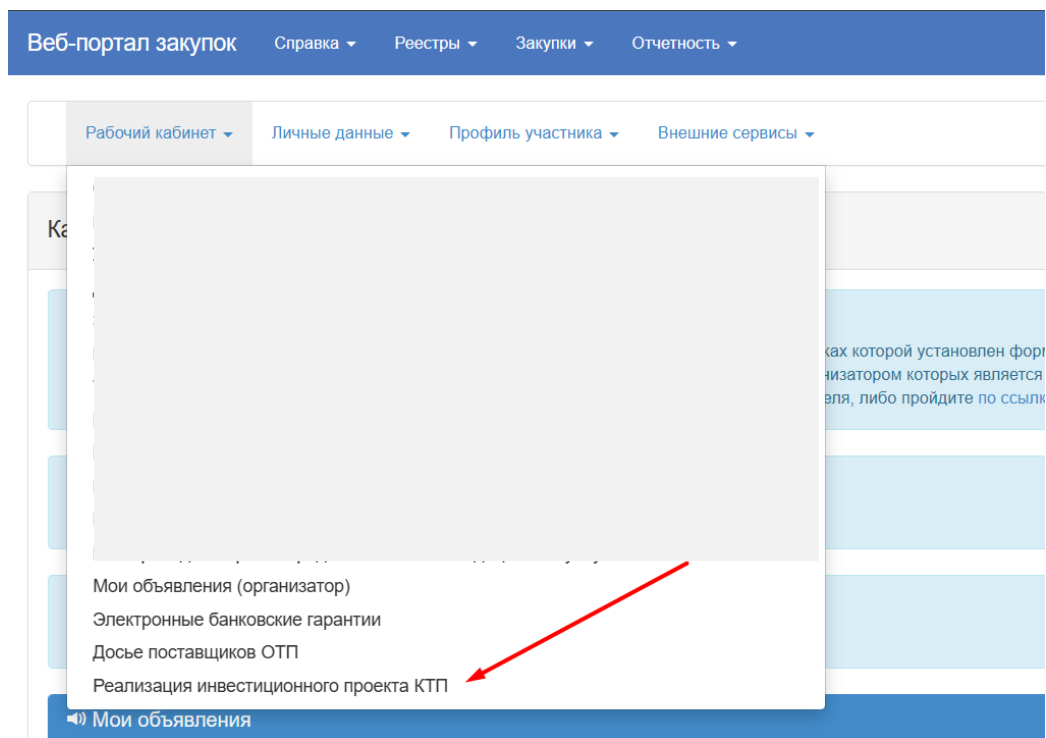 Веб-портал закупок Справка Реестры Закупки Отчетность
Рабочий кабинет Личные данные Профиль участника Внешние сервисы
Ка
ках которой установлен форм
низатором которых является
еля, либо пройдите по ссылк
Мои объявления (организатор)
Электронные банковские гарантии
Досье поставщиков ОТП
Реализация инвестиционного проекта КТП
Мои объявления